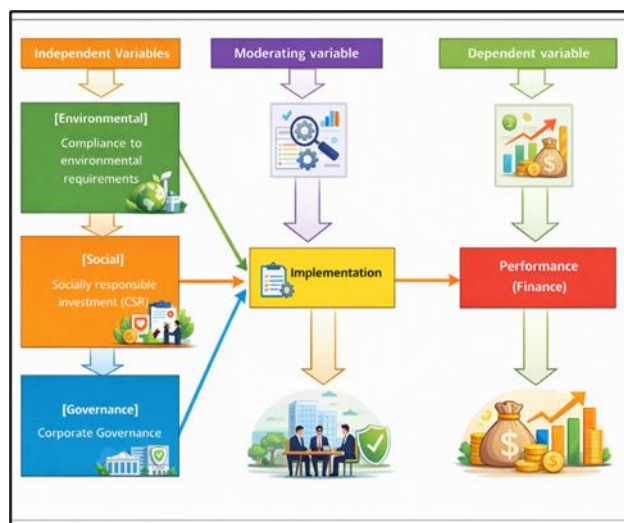 Independent Variables
Moderating variable
Dependent variable
[Environmental]
Compliance to
environmental
requirements
[Social]
Socially responsible
investment (CSR)
[Governance]
Corporate Governance
Implementation
Performance
(Finance)